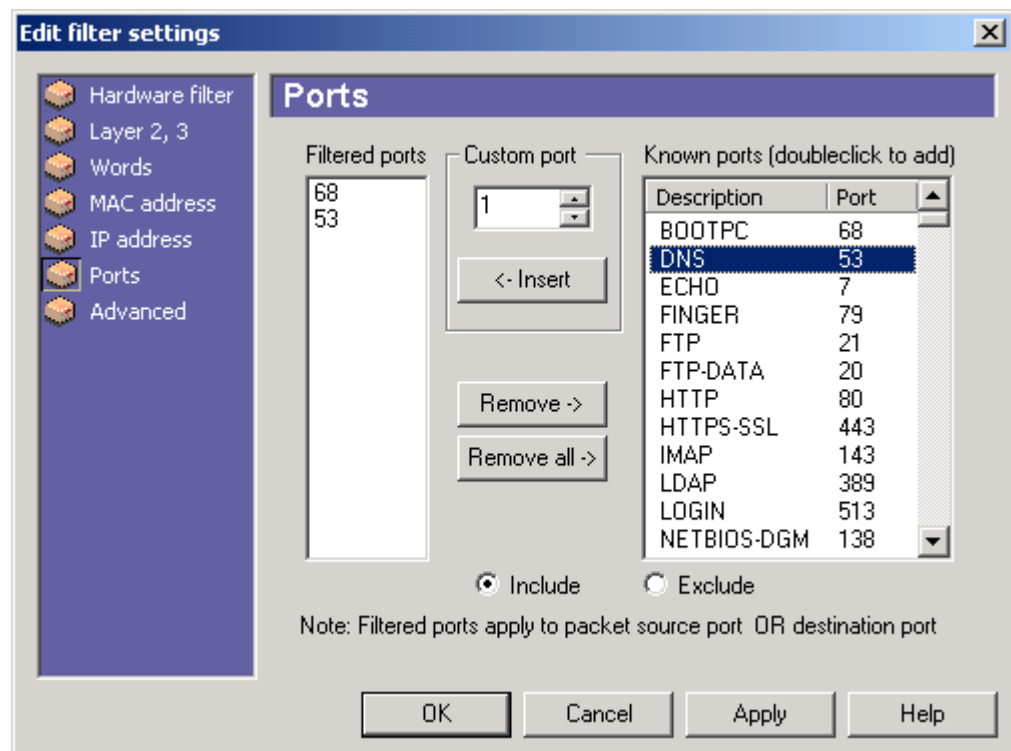 Edit filter settings
Hardware filter
Layer 2, 3
Words
MAC address
IP address
Ports
Advanced
Ports
Filtered ports
68
53
Custom port
1
<- Insert
Remove ->
Remove all ->
Known ports (doubleclick to add)
Description Port
BOOTPC 68
DNS 53
ECHO 7
FINGER 79
FTP 21
FTP-DATA 20
HTTP 80
HTTPS-SSL 443
IMAP 143
LDAP 389
LOGIN 513
NETBIOS-DGM 138
Include Exclude
Note: Filtered ports apply to packet source port OR destination port
OK Cancel Apply Help